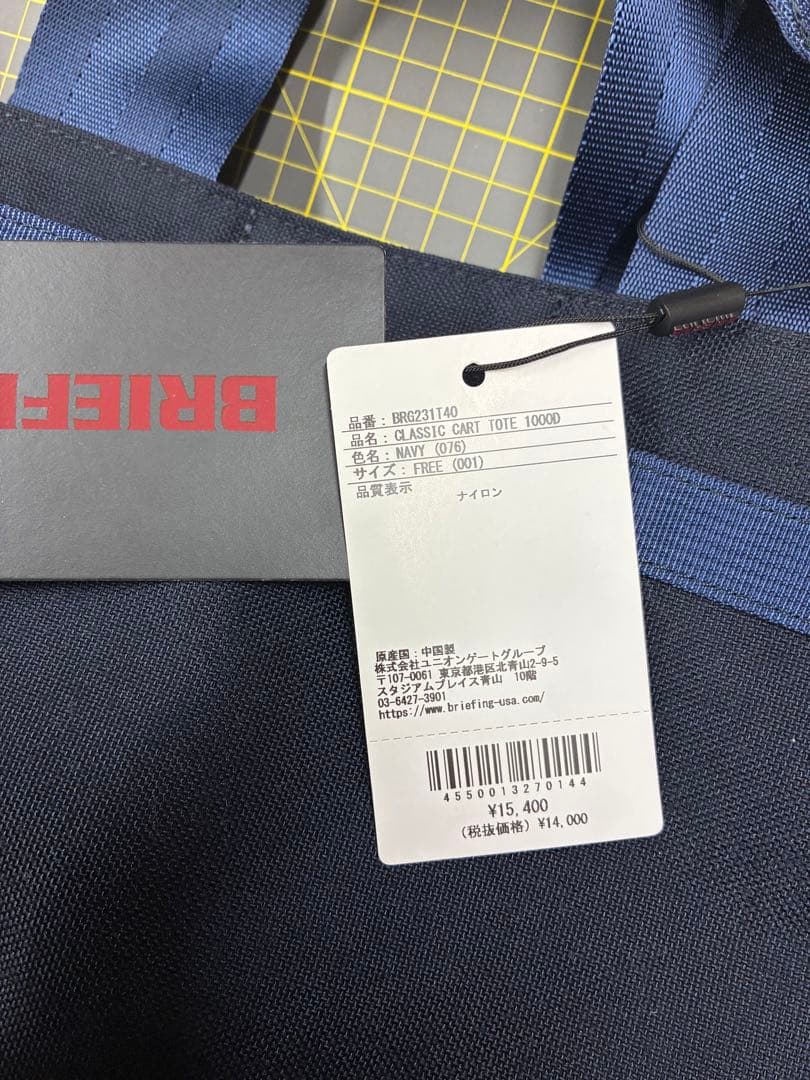 BRIEF
品番：BRG231T40
品名：CLASSIC CART TOTE 1000D
色名：NAVY (076)
サイズ：FREE (001)
品質表示 ナイロン
原産国：中国製
株式会社ユニオンゲートグループ
〒107-0061 東京都港区北青山2-9-5
スタジアムプレイス青山 10階
03-6427-3901
https://www.briefing-usa.com/
4550013270144
¥15,400
(税抜価格) ¥14,000